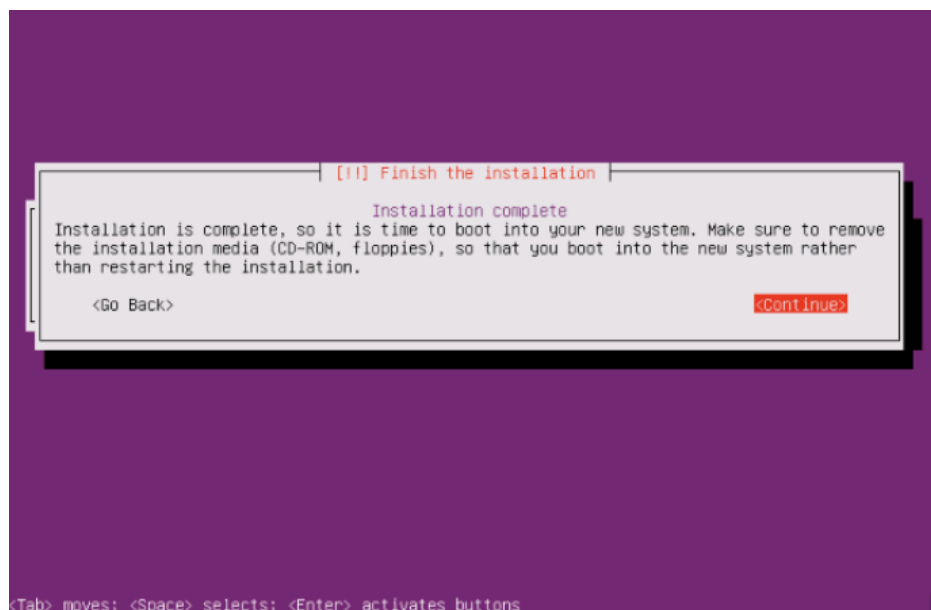 [!!] Finish the installation
Installation complete
Installation is complete, so it is time to boot into your new system. Make sure to remove
the installation media (CD-ROM, floppies), so that you boot into the new system rather
than restarting the installation.
<Go Back> <Continue>
<Tab> moves; <Space> selects; <Enter> activates buttons